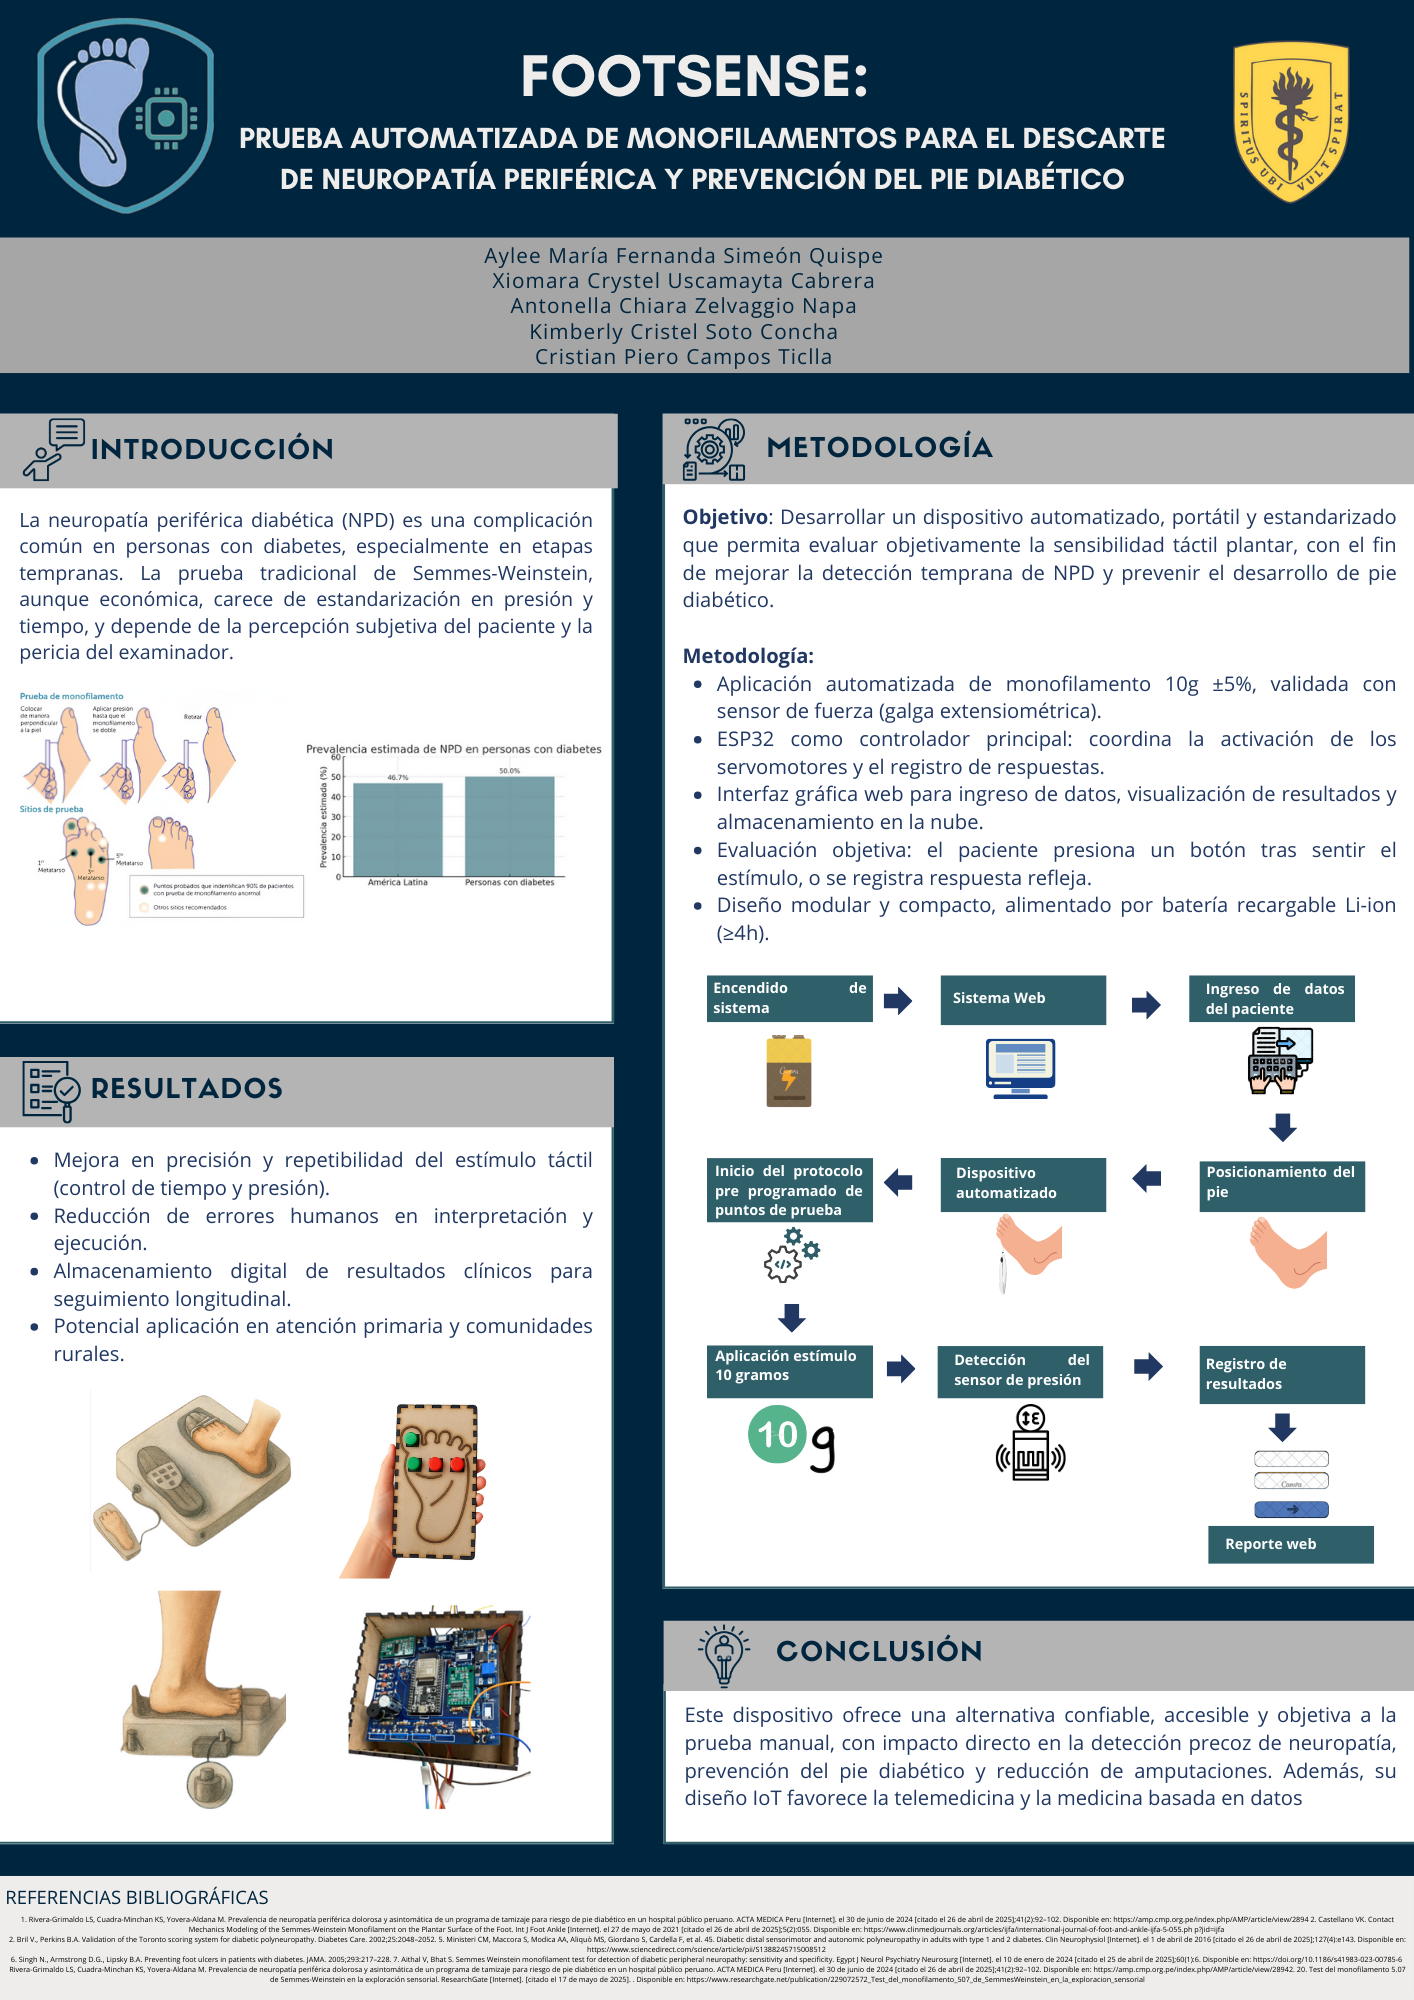 FOOTSENSE:
PRUEBA AUTOMATIZADA DE MONOFILAMENTOS PARA EL DESCARTE
DE NEUROPATÍA PERIFÉRICA Y PREVENCIÓN DEL PIE DIABÉTICO
SPIRITUS UBI VULT SPIRAT
Aylee María Fernanda Simeón Quispe
Xiomara Crystel Uscamayta Cabrera
Antonella Chiara Zelvaggio Napa
Kimberly Cristel Soto Concha
Cristian Piero Campos Ticlla
INTRODUCCIÓN
La neuropatía periférica diabética (NPD) es una complicación
común en personas con diabetes, especialmente en etapas
tempranas. La prueba tradicional de Semmes-Weinstein,
aunque económica, carece de estandarización en presión y
tiempo, y depende de la percepción subjetiva del paciente y la
pericia del examinador.
Prueba de monofilamento
Colocar
de manera
perpendicular
a la piel
Aplicar presión
hasta que el
monofilamento
se doble
Retirar
Sitios de prueba
1er
Metatarso
3er
Metatarso
5to
Metatarso
Puntos probados que indentifican 90% de pacientes
con prueba de monofilamento anormal
Otros sitios recomendados
Prevalencia estimada de NPD en personas con diabetes
Prevalencia estimada (%)
60
50
40
30
20
10
0
46.7%
50.0%
América Latina
Personas con diabetes
RESULTADOS
Mejora en precisión y repetibilidad del estímulo táctil
(control de tiempo y presión).
Reducción de errores humanos en interpretación y
ejecución.
Almacenamiento digital de resultados clínicos para
seguimiento longitudinal.
Potencial aplicación en atención primaria y comunidades
rurales.
METODOLOGÍA
Objetivo: Desarrollar un dispositivo automatizado, portátil y estandarizado
que permita evaluar objetivamente la sensibilidad táctil plantar, con el fin
de mejorar la detección temprana de NPD y prevenir el desarrollo de pie
diabético.
Metodología:
Aplicación automatizada de monofilamento 10g ±5%, validada con
sensor de fuerza (galga extensiométrica).
ESP32 como controlador principal: coordina la activación de los
servomotores y el registro de respuestas.
Interfaz gráfica web para ingreso de datos, visualización de resultados y
almacenamiento en la nube.
Evaluación objetiva: el paciente presiona un botón tras sentir el
estímulo, o se registra respuesta refleja.
Diseño modular y compacto, alimentado por batería recargable Li-ion
(≥4h).
Encendido de
sistema
Sistema Web
Ingreso de datos
del paciente
Canva
Inicio del protocolo
pre programado de
puntos de prueba
Dispositivo
automatizado
Posicionamiento del
pie
</>
Aplicación estímulo
10 gramos
Detección del
sensor de presión
Registro de
resultados
10 g
Canva
Reporte web
CONCLUSIÓN
Este dispositivo ofrece una alternativa confiable, accesible y objetiva a la
prueba manual, con impacto directo en la detección precoz de neuropatía,
prevención del pie diabético y reducción de amputaciones. Además, su
diseño IoT favorece la telemedicina y la medicina basada en datos
REFERENCIAS BIBLIOGRÁFICAS
1. Rivera-Grimaldo LS, Cuadra-Minchan KS, Yovera-Aldana M. Prevalencia de neuropatía periférica dolorosa y asintomática de un programa de tamizaje para riesgo de pie diabético en un hospital público peruano. ACTA MEDICA Peru [Internet]. el 30 de junio de 2024 [citado el 26 de abril de 2025];41(2):92–102. Disponible en: https://amp.cmp.org.pe/index.php/AMP/article/view/2894 2. Castellano VK. Contact
Mechanics Modeling of the Semmes-Weinstein Monofilament on the Plantar Surface of the Foot. Int J Foot Ankle [Internet]. el 27 de mayo de 2021 [citado el 26 de abril de 2025];5(2):055. Disponible en: https://www.clinmedjournals.org/articles/ijfa/international-journal-of-foot-and-ankle-ijfa-5-055.ph p?jid=ijfa
2. Bril V., Perkins B.A. Validation of the Toronto scoring system for diabetic polyneuropathy. Diabetes Care. 2002;25:2048–2052. 5. Ministeri CM, Maccora S, Modica AA, Aliquò MS, Giordano S, Cardella F, et al. 45. Diabetic distal sensorimotor and autonomic polyneuropathy in adults with type 1 and 2 diabetes. Clin Neurophysiol [Internet]. el 1 de abril de 2016 [citado el 26 de abril de 2025];127(4):e143. Disponible en:
https://www.sciencedirect.com/science/article/pii/S1388245715008512
6. Singh N., Armstrong D.G., Lipsky B.A. Preventing foot ulcers in patients with diabetes. JAMA. 2005;293:217–228. 7. Aithal V, Bhat S. Semmes Weinstein monofilament test for detection of diabetic peripheral neuropathy: sensitivity and specificity. Egypt J Neurol Psychiatry Neurosurg [Internet]. el 10 de enero de 2024 [citado el 25 de abril de 2025];60(1):6. Disponible en: https://doi.org/10.1186/s41983-023-00785-6
Rivera-Grimaldo LS, Cuadra-Minchan KS, Yovera-Aldana M. Prevalencia de neuropatía periférica dolorosa y asintomática de un programa de tamizaje para riesgo de pie diabético en un hospital público peruano. ACTA MEDICA Peru [Internet]. el 30 de junio de 2024 [citado el 26 de abril de 2025];41(2):92–102. Disponible en: https://amp.cmp.org.pe/index.php/AMP/article/view/28942. 20. Test del monofilamento 5.07
de Semmes-Weinstein en la exploración sensorial. ResearchGate [Internet]. [citado el 17 de mayo de 2025]. . Disponible en: https://www.researchgate.net/publication/229072572_Test_del_monofilamento_507_de_SemmesWeinstein_en_la_exploracion_sensorial